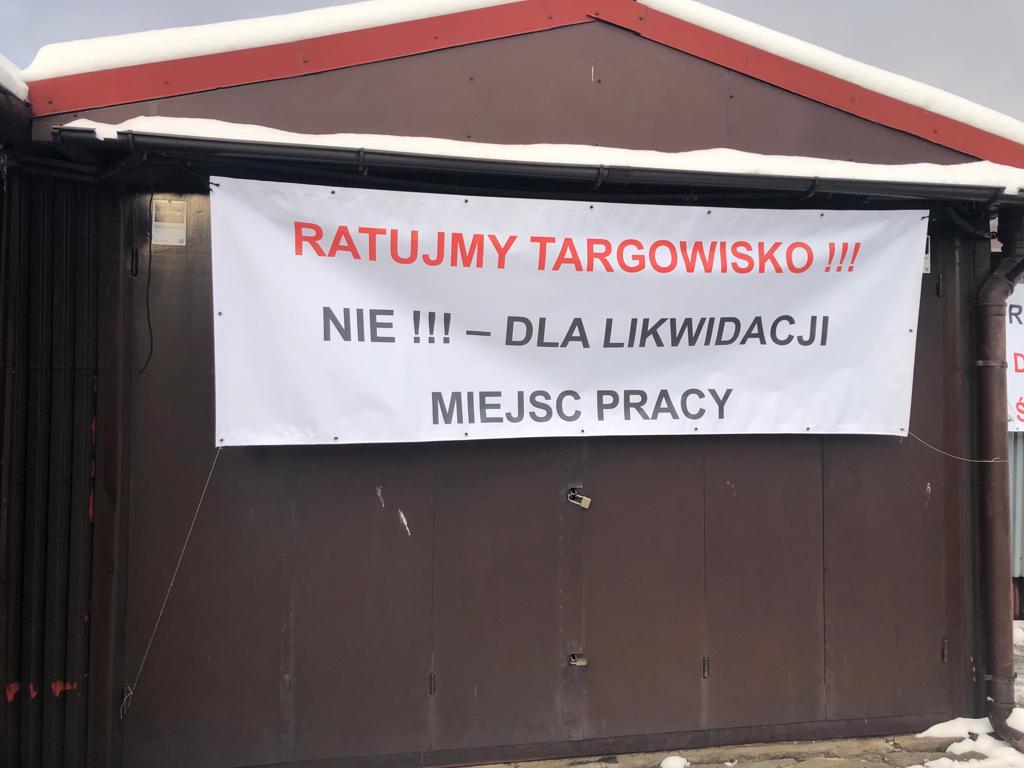 RATUJMY TARGOWISKO !!!
NIE !!! – DLA LIKWIDACJI
MIEJSC PRACY